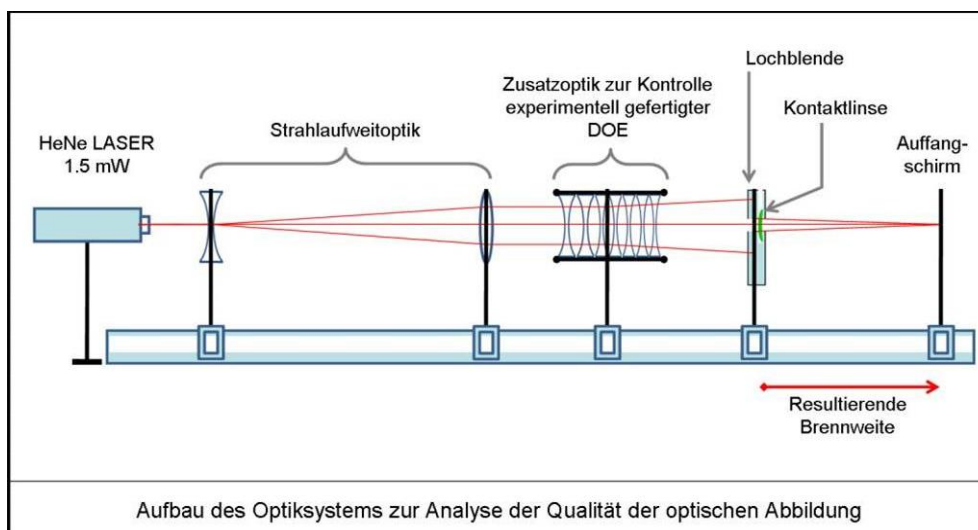 Lochblende
Zusatzoptik zur Kontrolle
experimentell gefertigter
DOE
Kontaktlinse
Strahlaufweitoptik
HeNe LASER
1.5 mW
Auffang-
schirm
Resultierende
Brennweite
Aufbau des Optiksystems zur Analyse der Qualität der optischen Abbildung